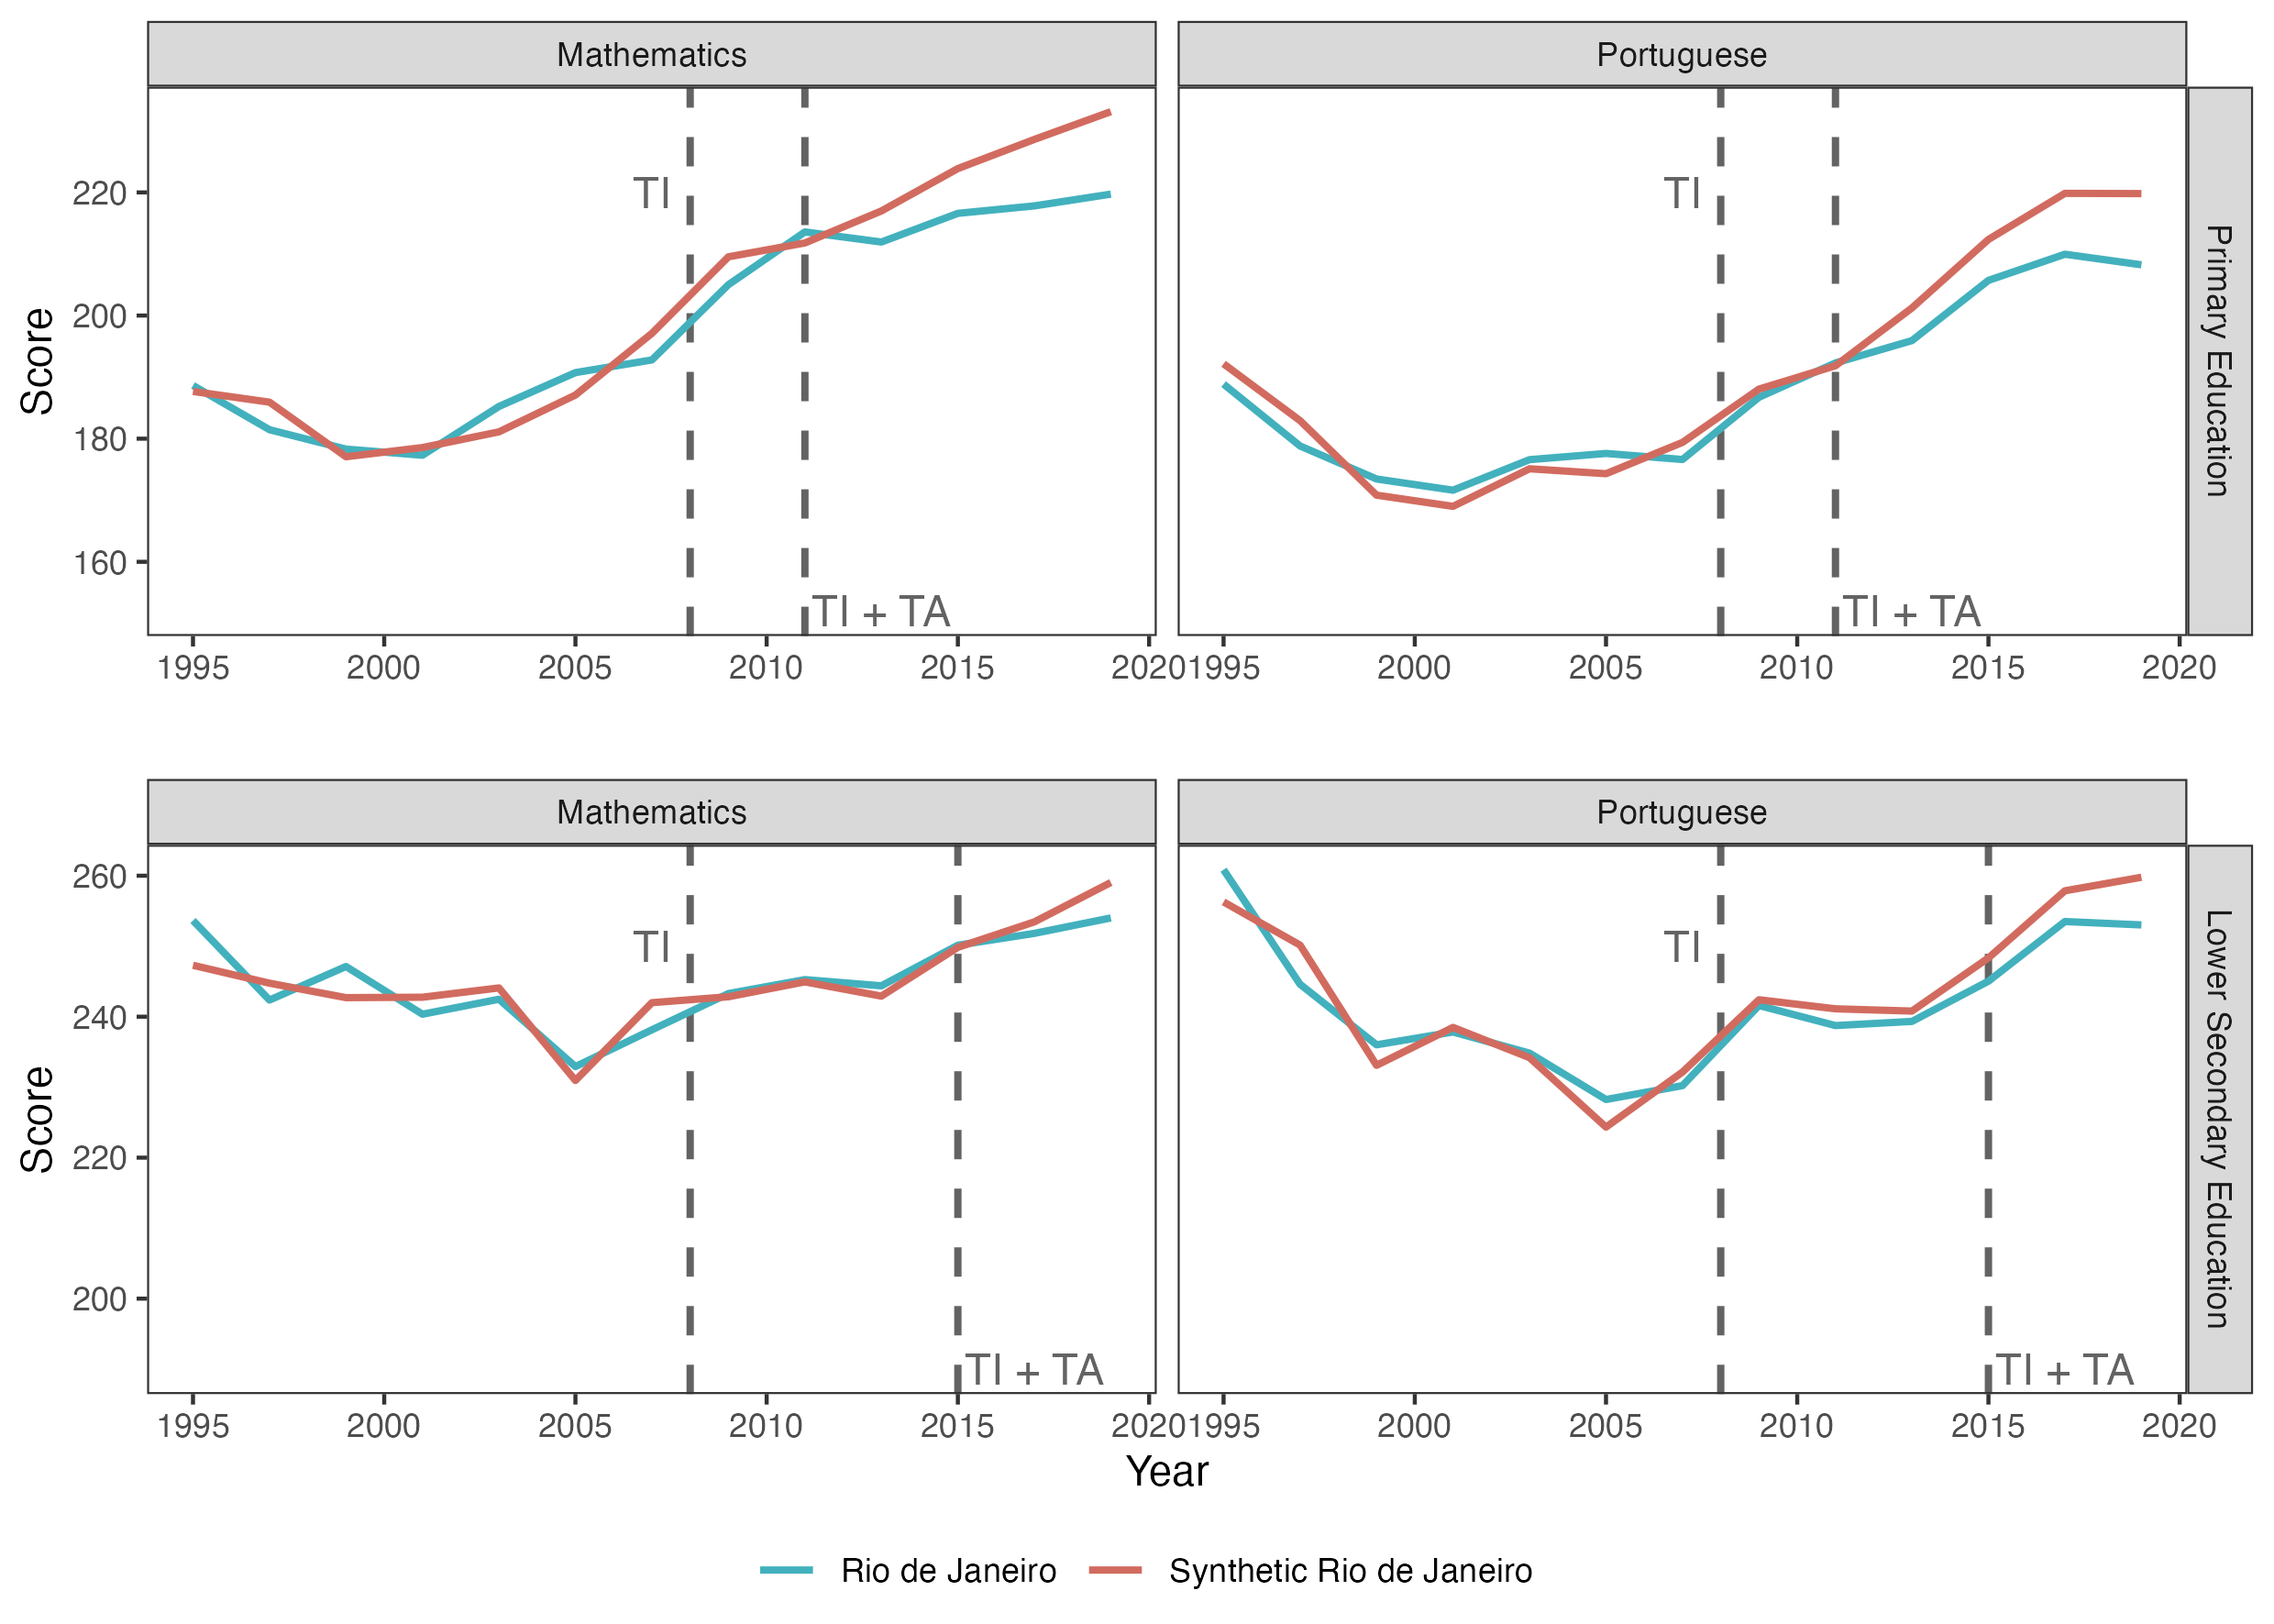 Mathematics
Portuguese
Score
220
200
180
160
TI
TI + TA
TI
TI + TA
Primary Education
1995 2000 2005 2010 2015 2020
1995 2000 2005 2010 2015 2020
Mathematics
Portuguese
Score
260
240
220
200
TI
TI + TA
TI
TI + TA
Lower Secondary Education
1995 2000 2005 2010 2015 2020
1995 2000 2005 2010 2015 2020
Year
Rio de Janeiro
Synthetic Rio de Janeiro